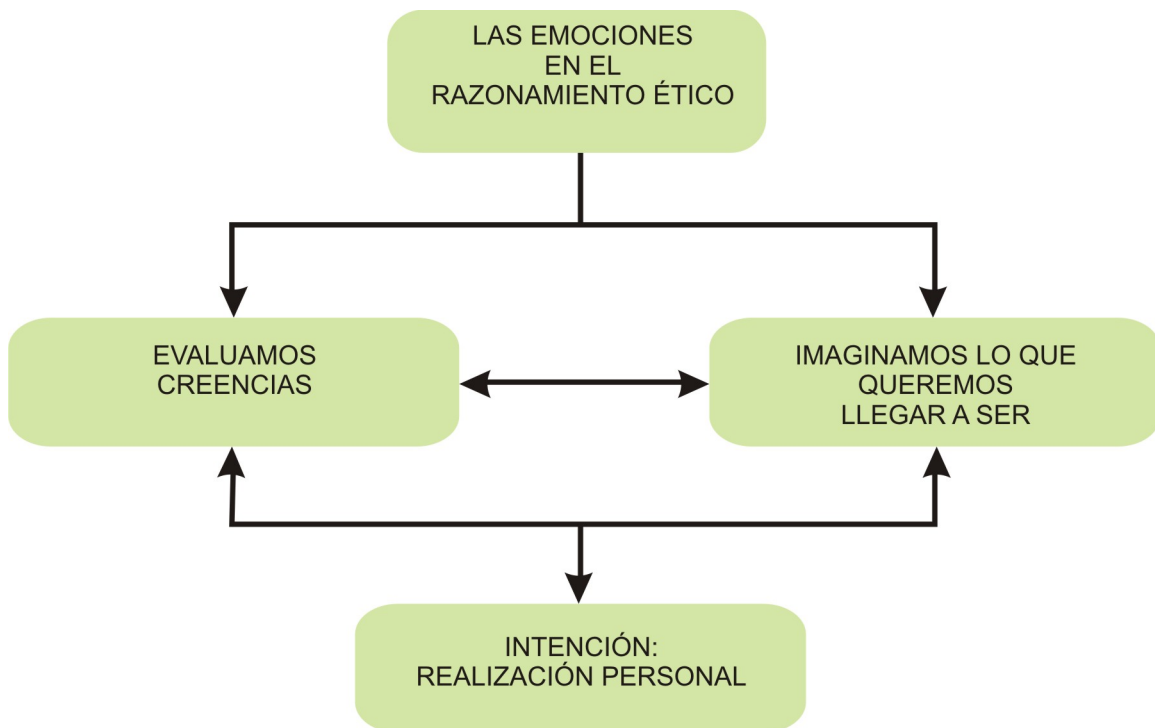 LAS EMOCIONES
EN EL
RAZONAMIENTO ÉTICO
EVALUAMOS
CREENCIAS
IMAGINAMOS LO QUE
QUEREMOS
LLEGAR A SER
INTENCIÓN:
REALIZACIÓN PERSONAL